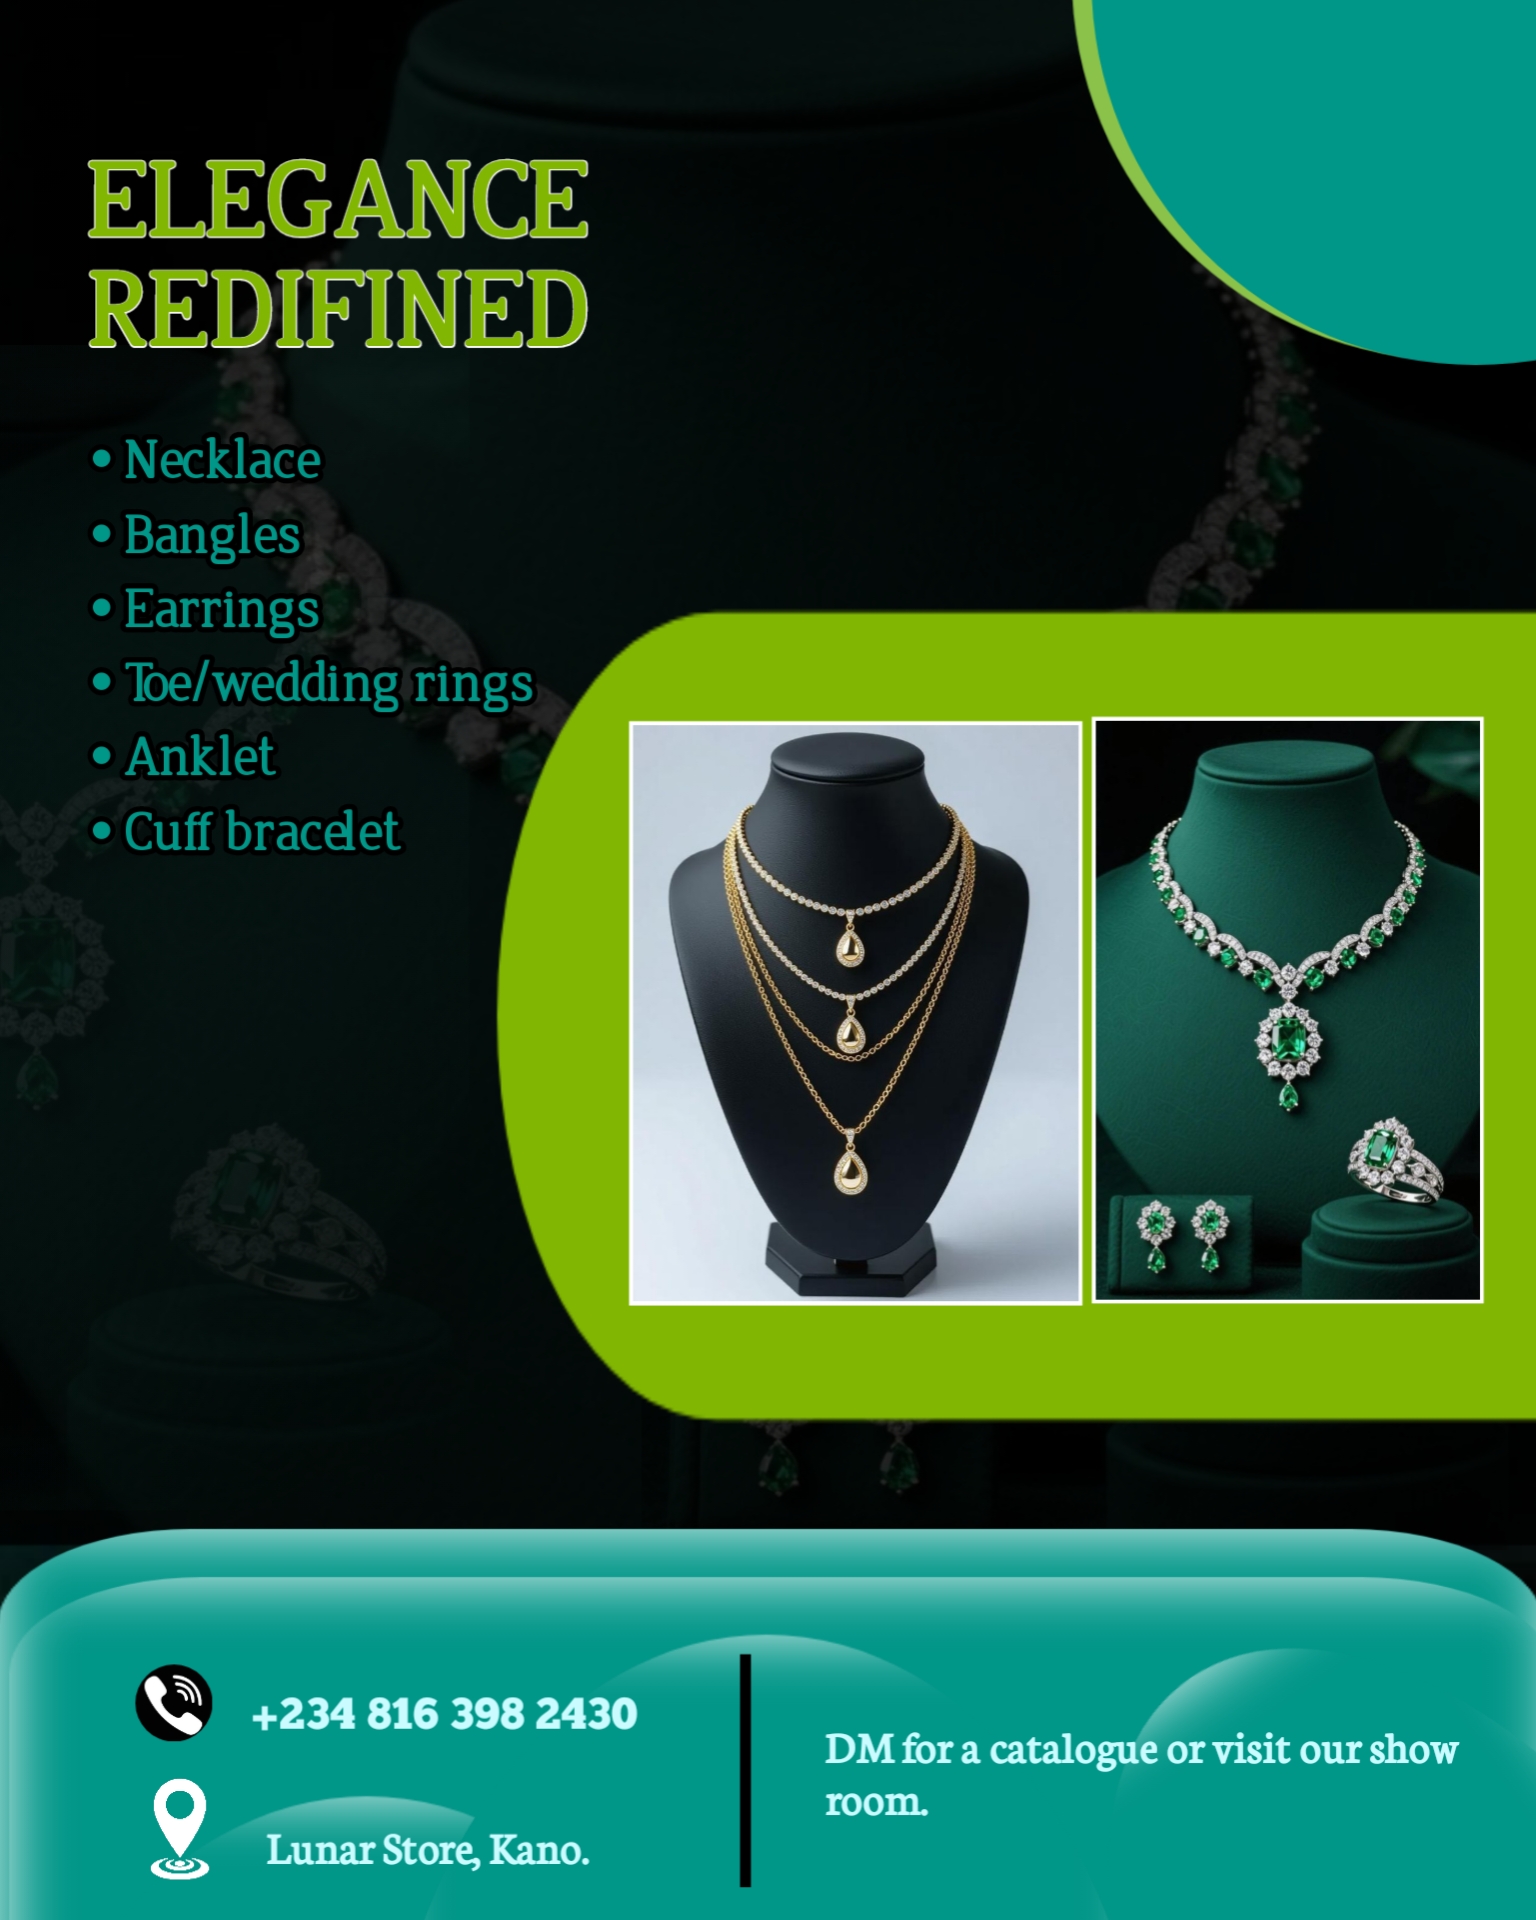 ELEGANCE
REDIFINED
• Necklace
• Bangles
• Earrings
• Toe/wedding rings
• Anklet
• Cuff bracelet
+234 816 398 2430
Lunar Store, Kano.
DM for a catalogue or visit our show
room.